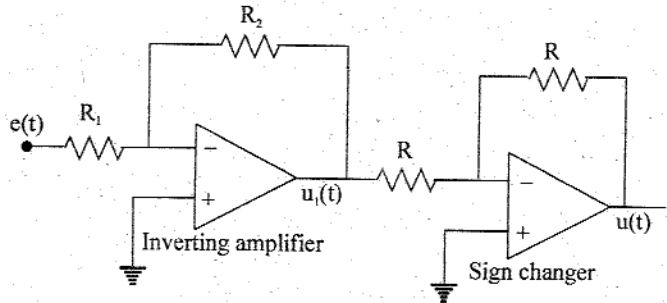 R₂
R
R₁
e(t)
−
R
+
u₁(t)
−
Inverting amplifier
+
u(t)
Sign changer